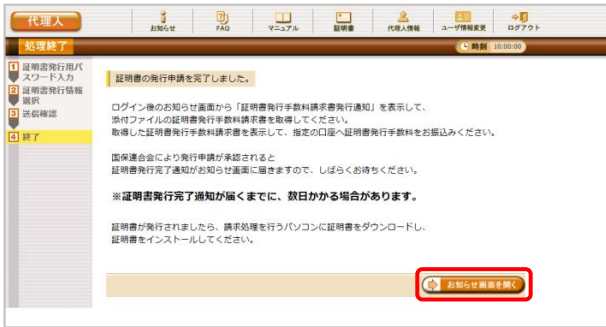 代理人
お知らせ
FAQ
マニュアル
証明書
代理人情報
ユーザ情報変更
ログアウト
処理終了
時刻 10:00:00
1 証明書発行用パ
スワード入力
2 証明書発行情報
選択
3 送信確認
4 終了
証明書の発行申請を完了しました。
ログイン後のお知らせ画面から「証明書発行手数料請求書発行通知」を表示して、
添付ファイルの証明書発行手数料請求書を取得してください。
取得した証明書発行手数料請求書を表示して、指定の口座へ証明書発行手数料をお振込みください。
国保連合会により発行申請が承認されると
証明書発行完了通知がお知らせ画面に届きますので、しばらくお待ちください。
※証明書発行完了通知が届くまでに、数日かかる場合があります。
証明書が発行されましたら、請求処理を行うパソコンに証明書をダウンロードし、
証明書をインストールしてください。
お知らせ画面を開く